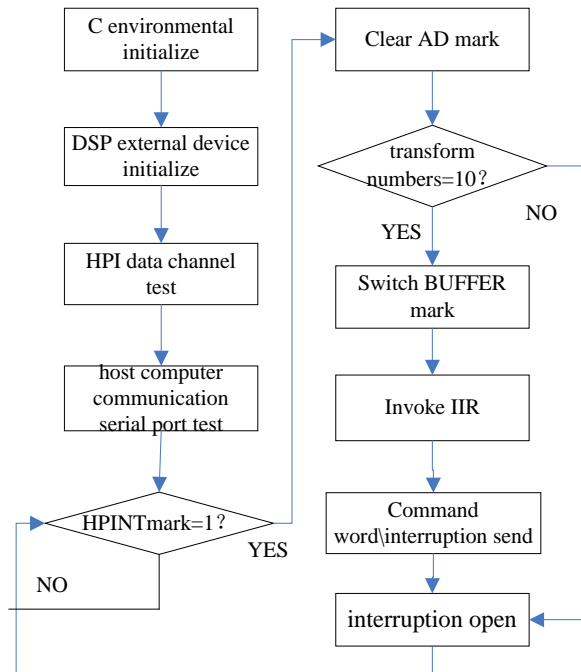 C environmental
initialize
DSP external device
initialize
HPI data channel
test
host computer
communication
serial port test
HPINTmark=1？
YES
NO
Clear AD mark
transform
numbers=10？
NO
YES
Switch BUFFER
mark
Invoke IIR
Command
word\interruption send
interruption open